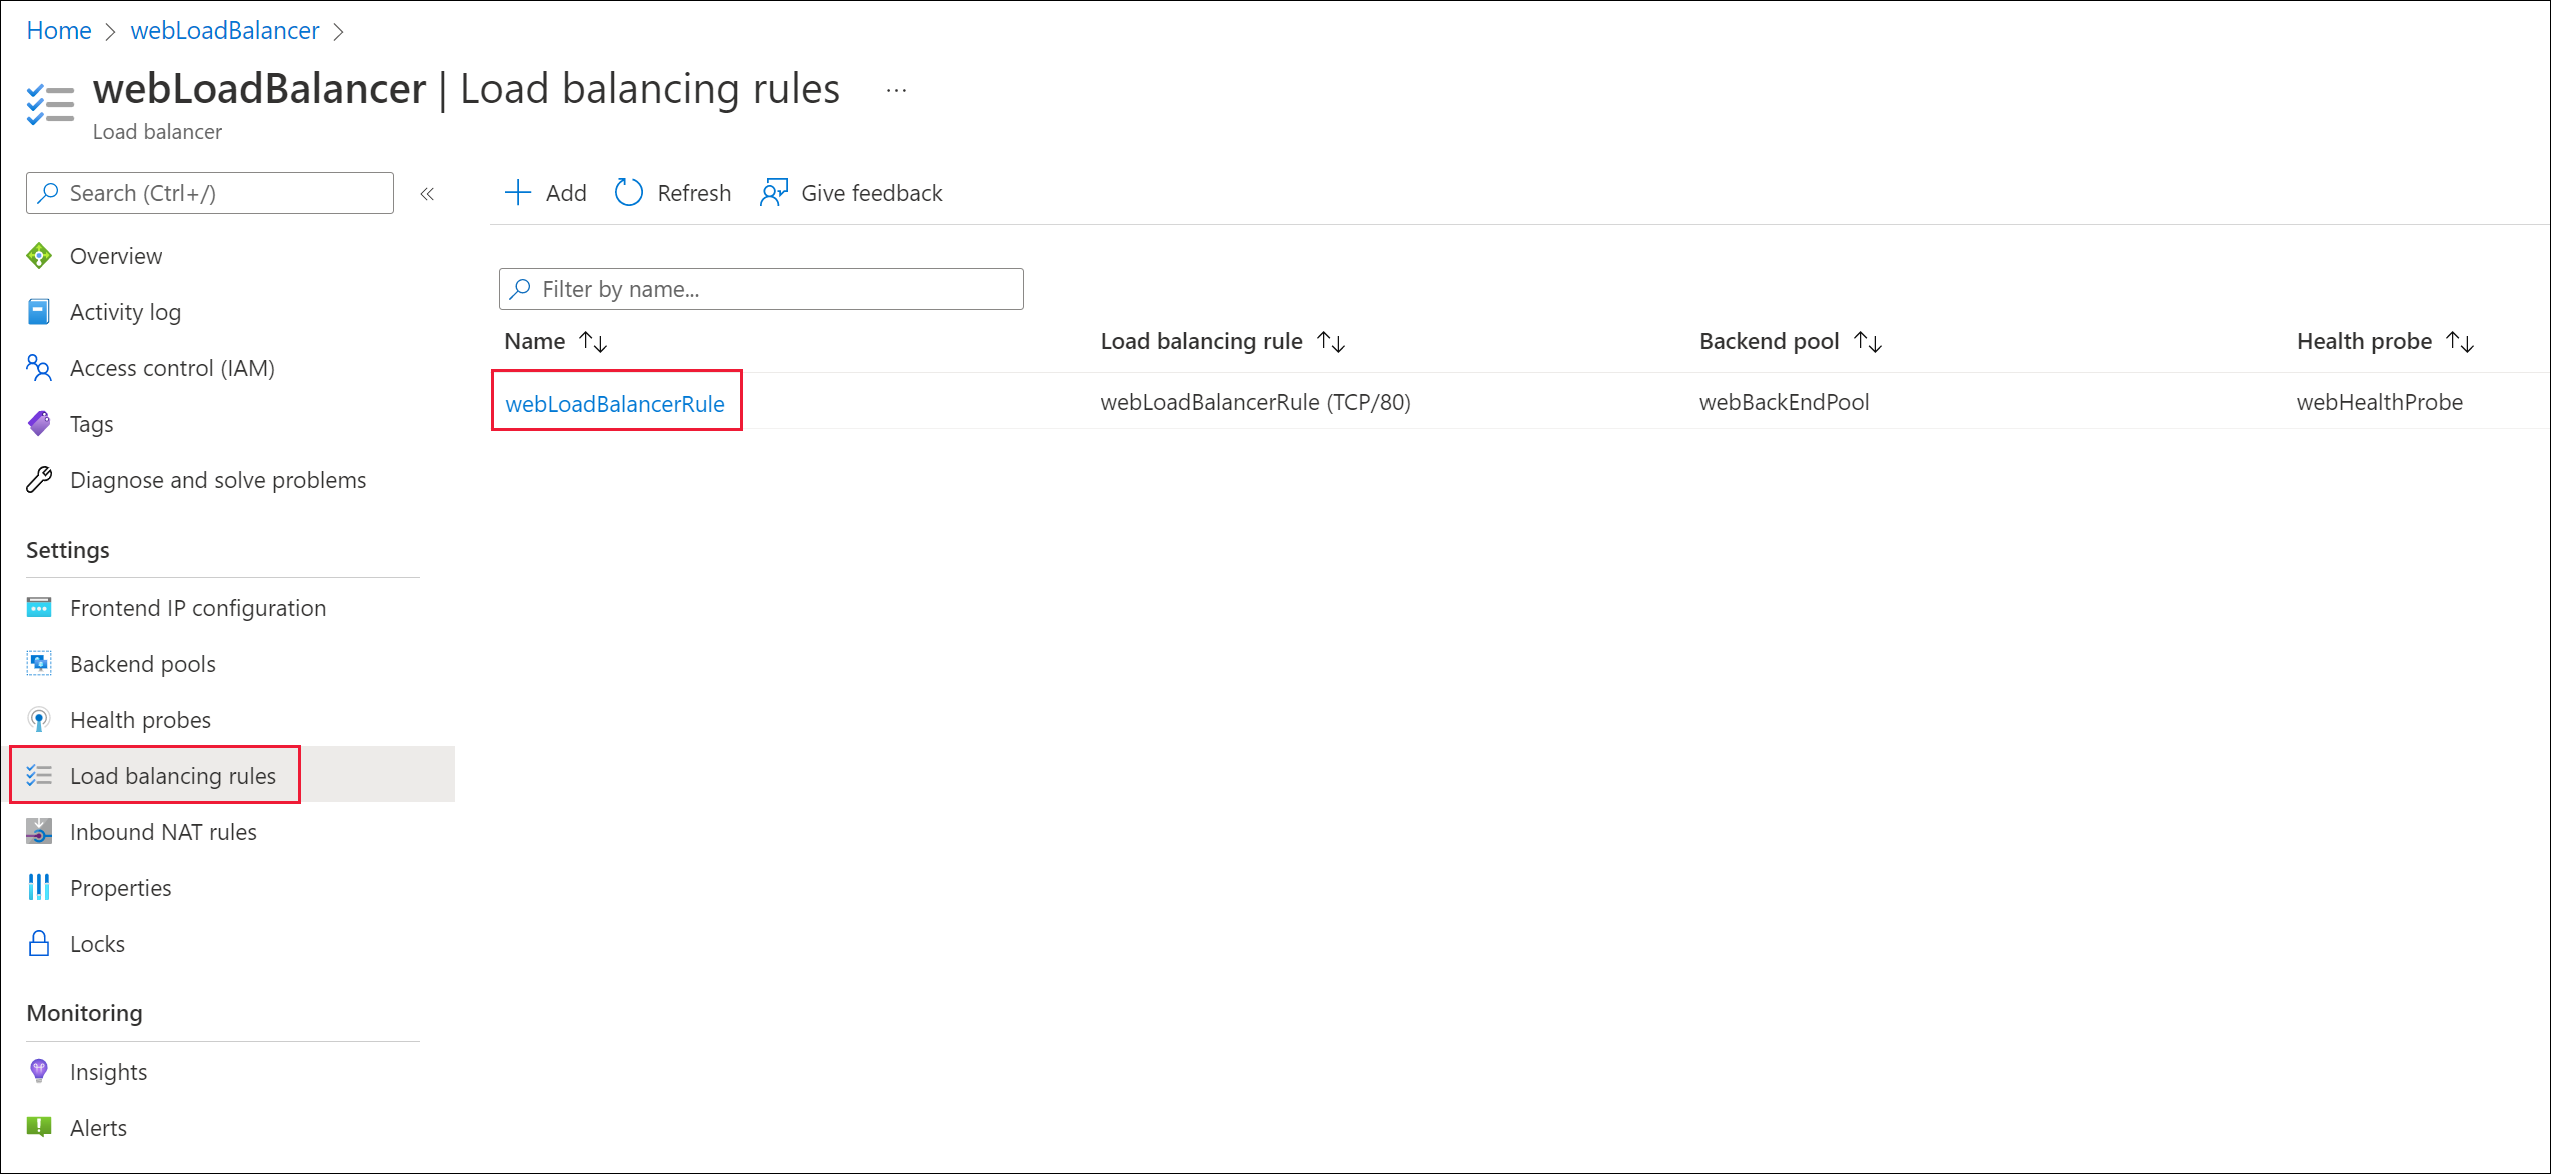 Home > webLoadBalancer >
webLoadBalancer | Load balancing rules ...
Load balancer
Search (Ctrl+/) «
Add Refresh Give feedback
Overview
Activity log
Access control (IAM)
Tags
Diagnose and solve problems
Settings
Frontend IP configuration
Backend pools
Health probes
Load balancing rules
Inbound NAT rules
Properties
Locks
Monitoring
Insights
Alerts
Filter by name...
Name ↑↓ Load balancing rule ↑↓ Backend pool ↑↓ Health probe ↑↓
webLoadBalancerRule webLoadBalancerRule (TCP/80) webBackEndPool webHealthProbe